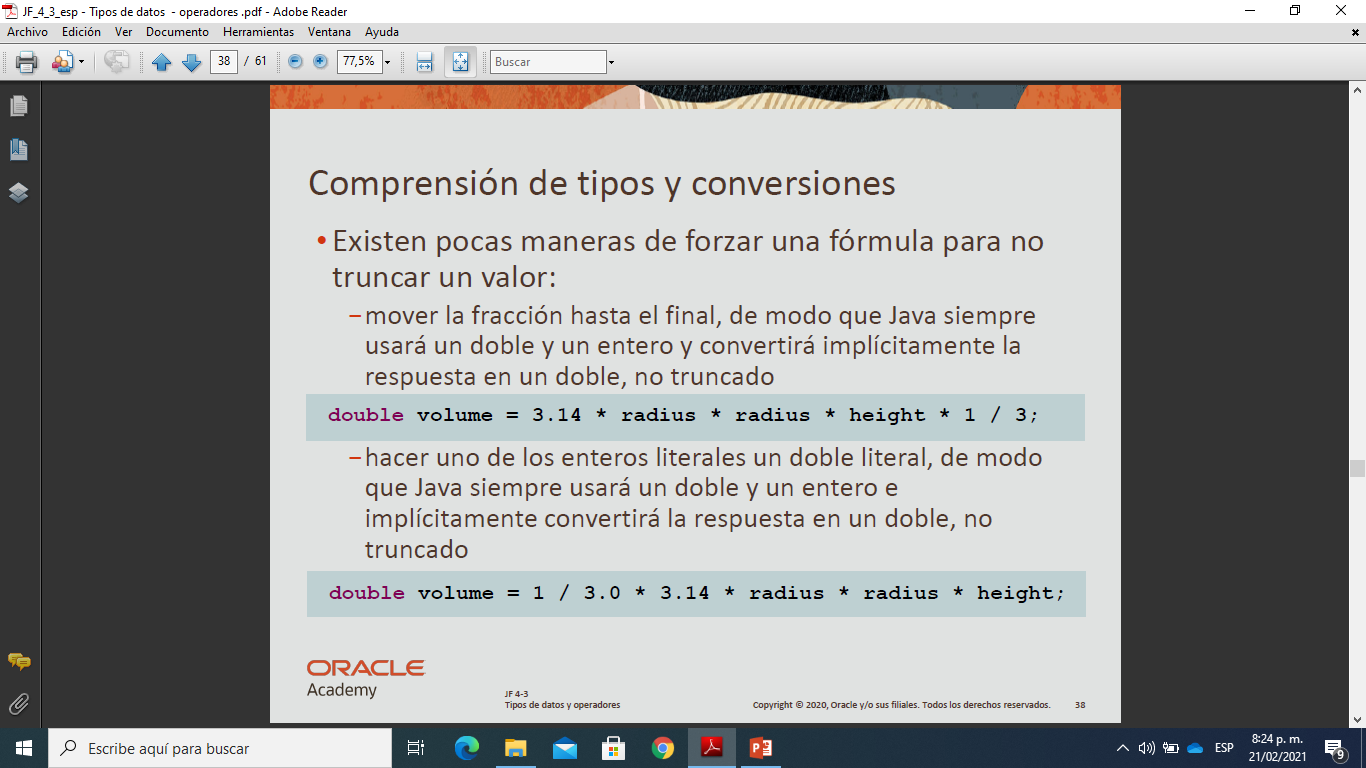 JF_4_3_esp - Tipos de datos - operadores .pdf - Adobe Reader
Archivo Edición Ver Documento Herramientas Ventana Ayuda
38 / 61 77,5% Buscar
Comprensión de tipos y conversiones
•Existen pocas maneras de forzar una fórmula para no
truncar un valor:
–mover la fracción hasta el final, de modo que Java siempre
usará un doble y un entero y convertirá implícitamente la
respuesta en un doble, no truncado
double volume = 3.14 * radius * radius * height * 1 / 3;
–hacer uno de los enteros literales un doble literal, de modo
que Java siempre usará un doble y un entero e
implícitamente convertirá la respuesta en un doble, no
truncado
double volume = 1 / 3.0 * 3.14 * radius * radius * height;
ORACLE
Academy
JF 4-3
Tipos de datos y operadores
Copyright © 2020, Oracle y/o sus filiales. Todos los derechos reservados. 38
Escribe aquí para buscar
ESP
8:24 p. m.
21/02/2021
9